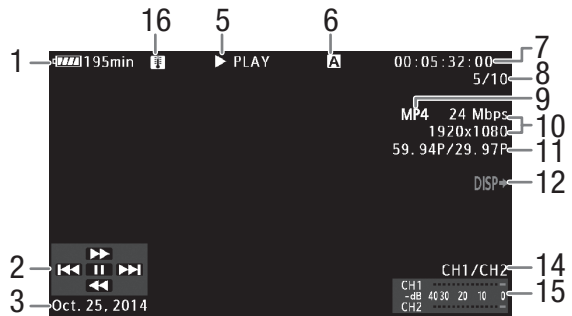 16 5 6
1 195min ▶ PLAY A 00:05:32:00 7
5/10 8
9
MP4 24 Mbps 10
1920x1080
59.94P/29.97P 11
DISP 12
2 CH1/CH2 14
CH1
-dB 40 30 20 10 0 15
CH2
3 Oct. 25, 2014